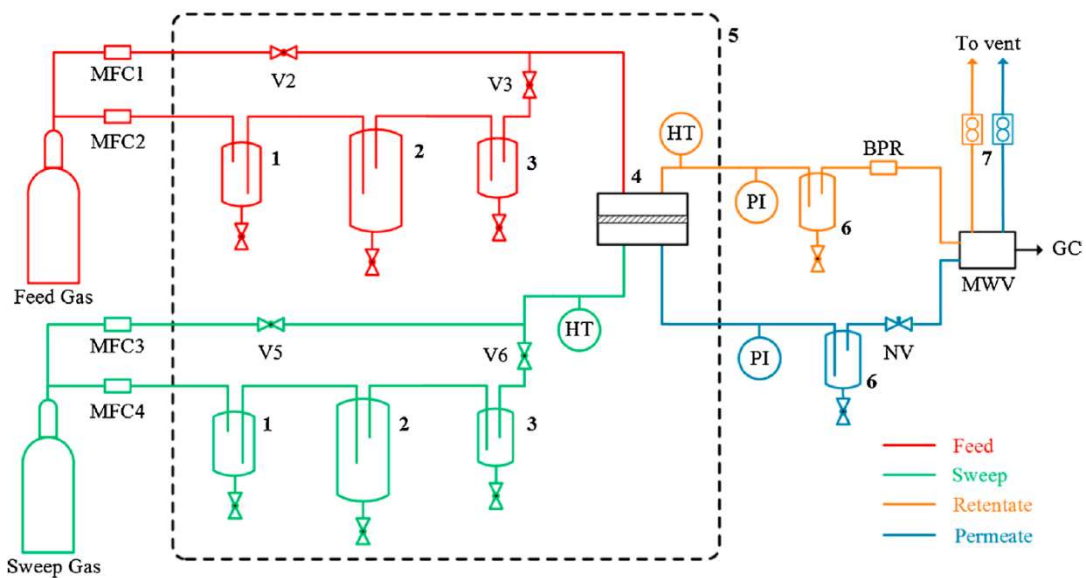 5
To vent
MFC1
V2
V3
HT
BPR
7
MFC2
1
2
3
4
PI
6
GC
MWV
Feed Gas
MFC3
V5
HT
V6
PI
NV
6
MFC4
1
2
3
Feed
Sweep
Retentate
Permeate
Sweep Gas